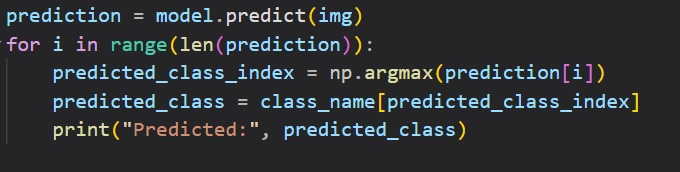 prediction = model.predict(img)
for i in range(len(prediction)):
    predicted_class_index = np.argmax(prediction[i])
    predicted_class = class_name[predicted_class_index]
    print("Predicted:", predicted_class)